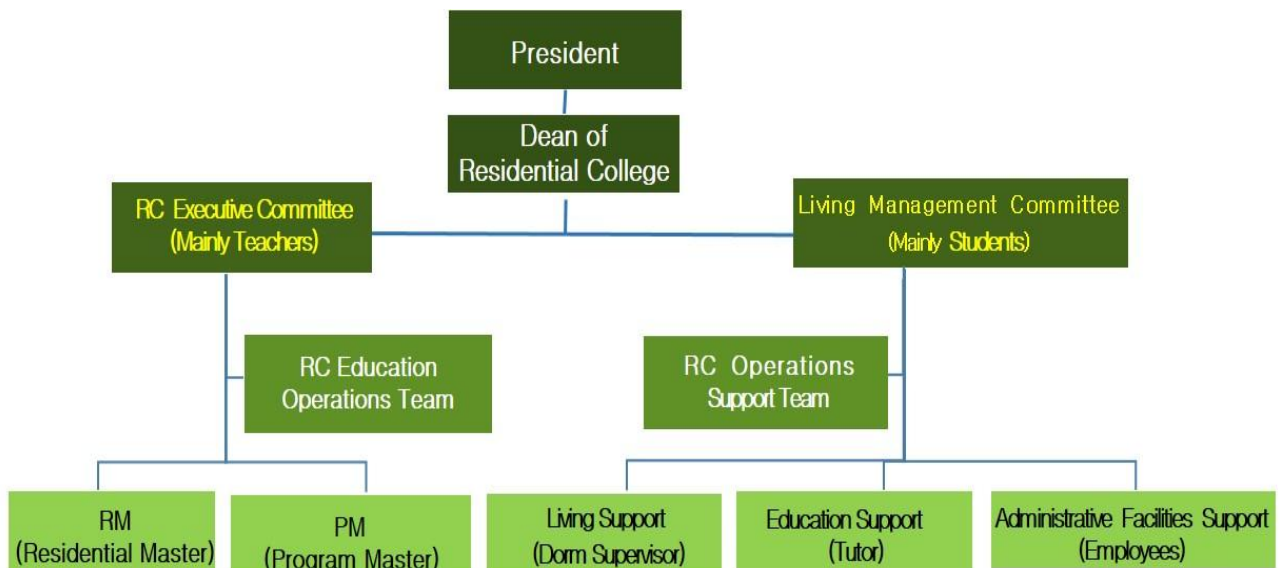 President
Dean of
Residential College
RC Executive Committee
(Mainly Teachers)
Living Management Committee
(Mainly Students)
RC Education
Operations Team
RC Operations
Support Team
RM
(Residential Master)
PM
(Program Master)
Living Support
(Dorm Supervisor)
Education Support
(Tutor)
Administrative Facilities Support
(Employees)